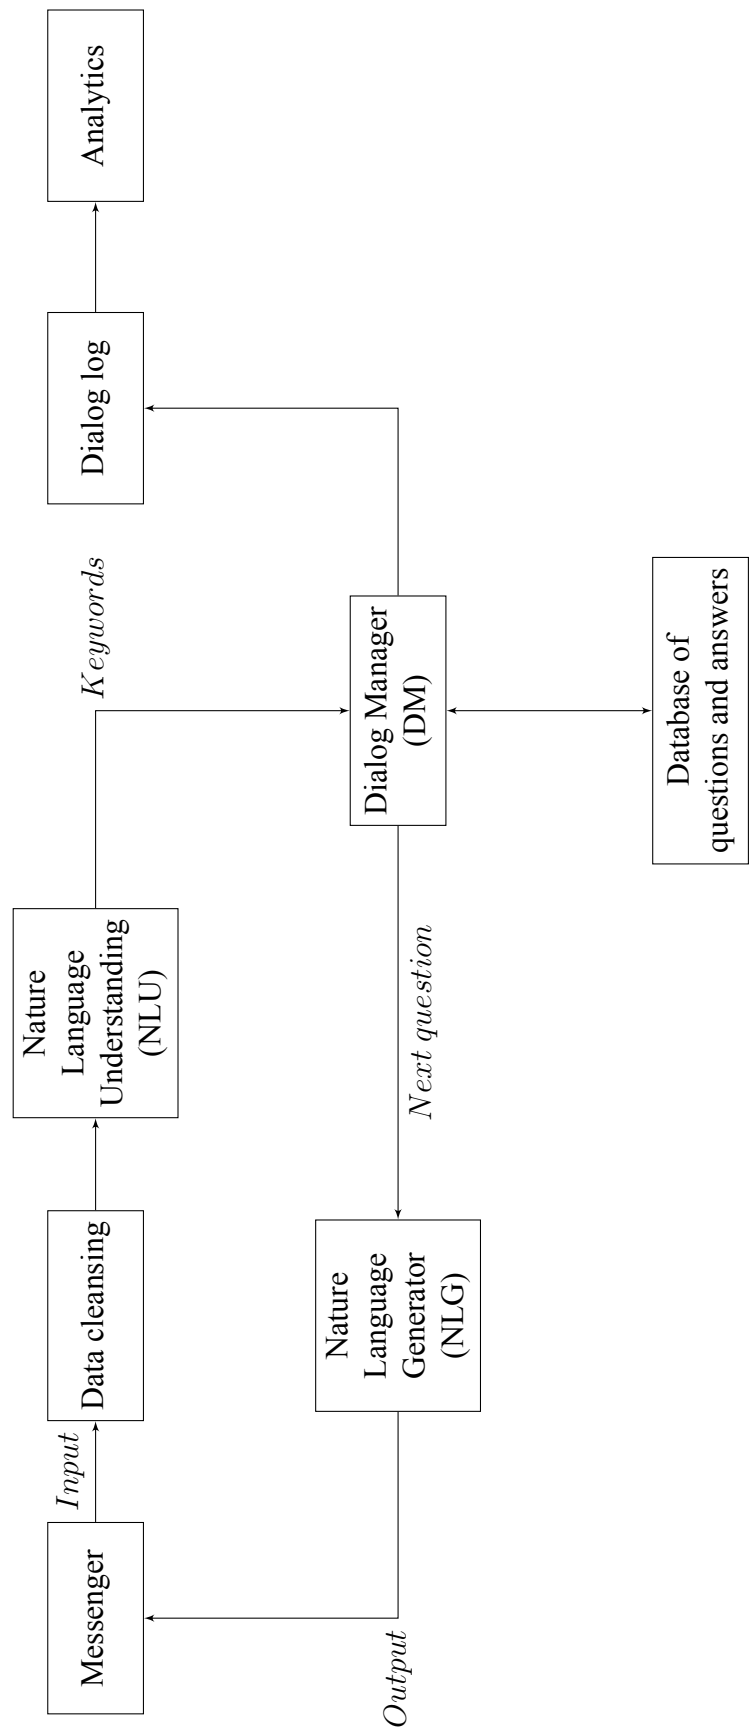 Messenger
Input
Data cleansing
Nature
Language
Understanding
(NLU)
Keywords
Dialog log
Analytics
Output
Nature
Language
Generator
(NLG)
Next question
Dialog Manager
(DM)
Database of
questions and answers